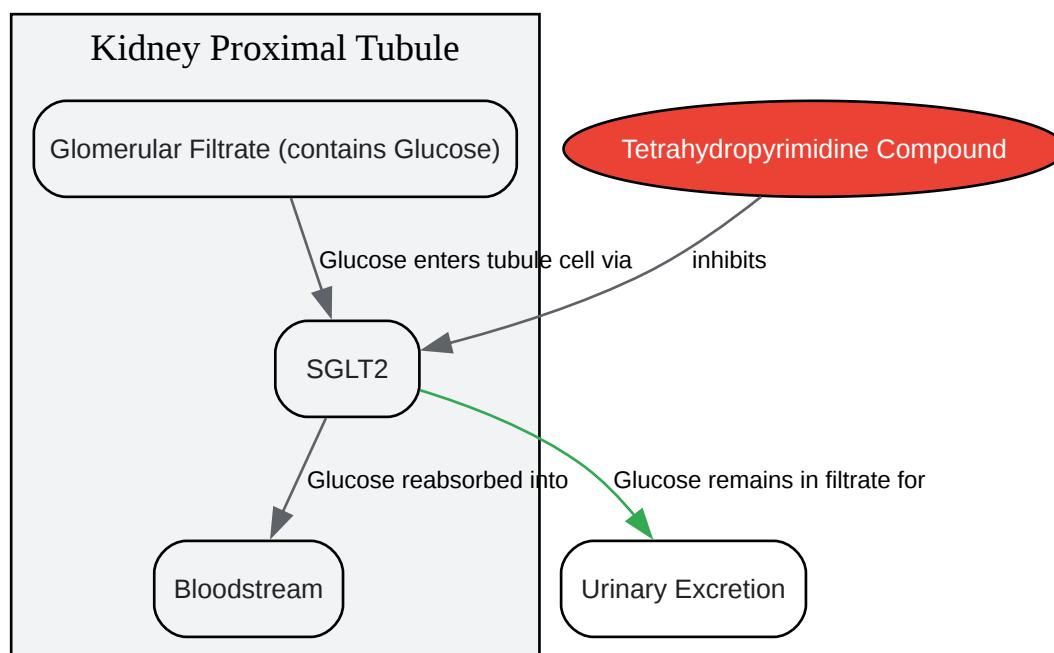 Kidney Proximal Tubule
Glomerular Filtrate (contains Glucose)
Tetrahydropyrimidine Compound
Glucose enters tubule cell via
inhibits
SGLT2
Glucose reabsorbed into
Glucose remains in filtrate for
Bloodstream
Urinary Excretion